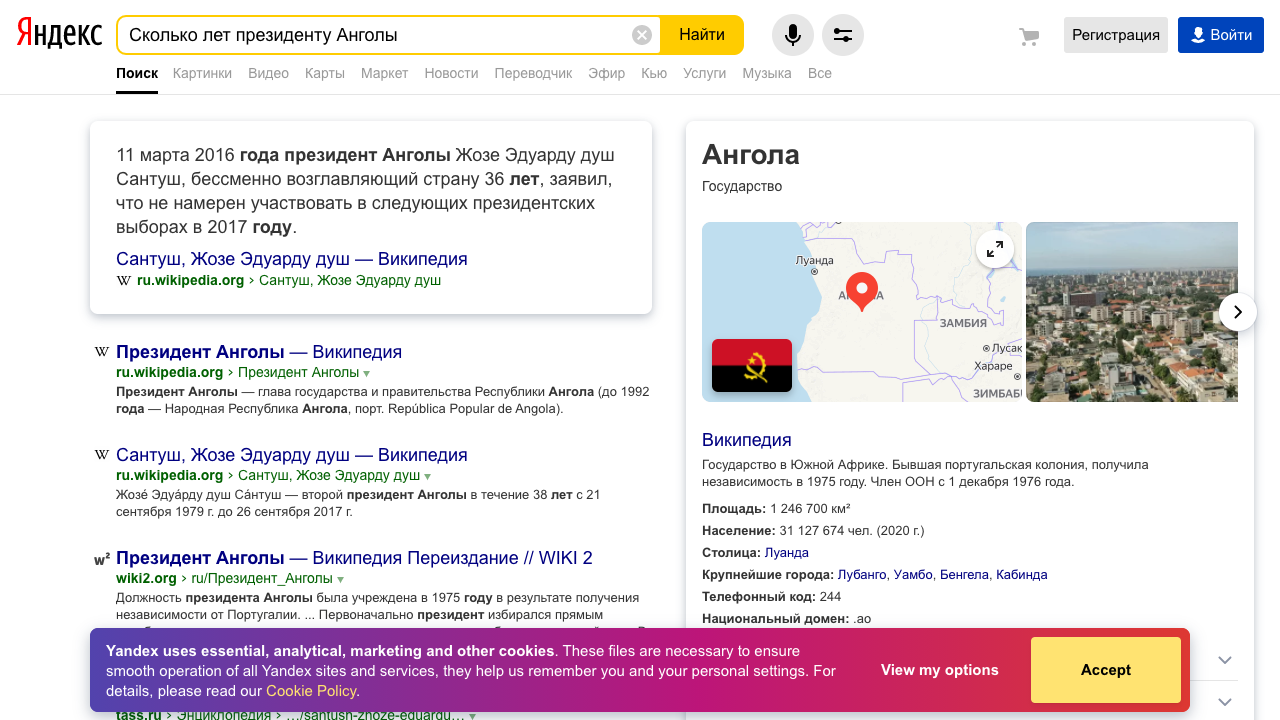 Яндекс
Сколько лет президенту Анголы
Найти
Регистрация
Войти
Поиск Картинки Видео Карты Маркет Новости Переводчик Эфир Кью Услуги Музыка Все
11 марта 2016 года президент Анголы Жозе Эдуарду душ
Сантуш, бессменно возглавляющий страну 36 лет, заявил,
что не намерен участвовать в следующих президентских
выборах в 2017 году.
Сантуш, Жозе Эдуарду душ — Википедия
ru.wikipedia.org › Сантуш, Жозе Эдуарду душ
Президент Анголы — Википедия
ru.wikipedia.org › Президент Анголы
Президент Анголы — глава государства и правительства Республики Ангола (до 1992
года — Народная Республика Ангола, порт. República Popular de Angola).
Сантуш, Жозе Эдуарду душ — Википедия
ru.wikipedia.org › Сантуш, Жозе Эдуарду душ
Жозе́ Эдуа́рду душ Са́нтуш — второй президент Анголы в течение 38 лет с 21
сентября 1979 г. до 26 сентября 2017 г.
Президент Анголы — Википедия Переиздание // WIKI 2
wiki2.org › ru/Президент_Анголы
Должность президента Анголы была учреждена в 1975 году в результате получения
независимости от Португалии. ... Первоначально президент избирался прямым
tass.ru › Энциклопедия › …/santush-zhoze-eduardu…
Ангола
Государство
Луанда
ЗАМБИЯ
Лусак
Хараре
ЗИМБАБ
Википедия
Государство в Южной Африке. Бывшая португальская колония, получила
независимость в 1975 году. Член ООН с 1 декабря 1976 года.
Площадь: 1 246 700 км²
Население: 31 127 674 чел. (2020 г.)
Столица: Луанда
Крупнейшие города: Лубанго, Уамбо, Бенгела, Кабинда
Телефонный код: 244
Национальный домен: .ao
Yandex uses essential, analytical, marketing and other cookies. These files are necessary to ensure
smooth operation of all Yandex sites and services, they help us remember you and your personal settings. For
details, please read our Cookie Policy.
View my options
Accept